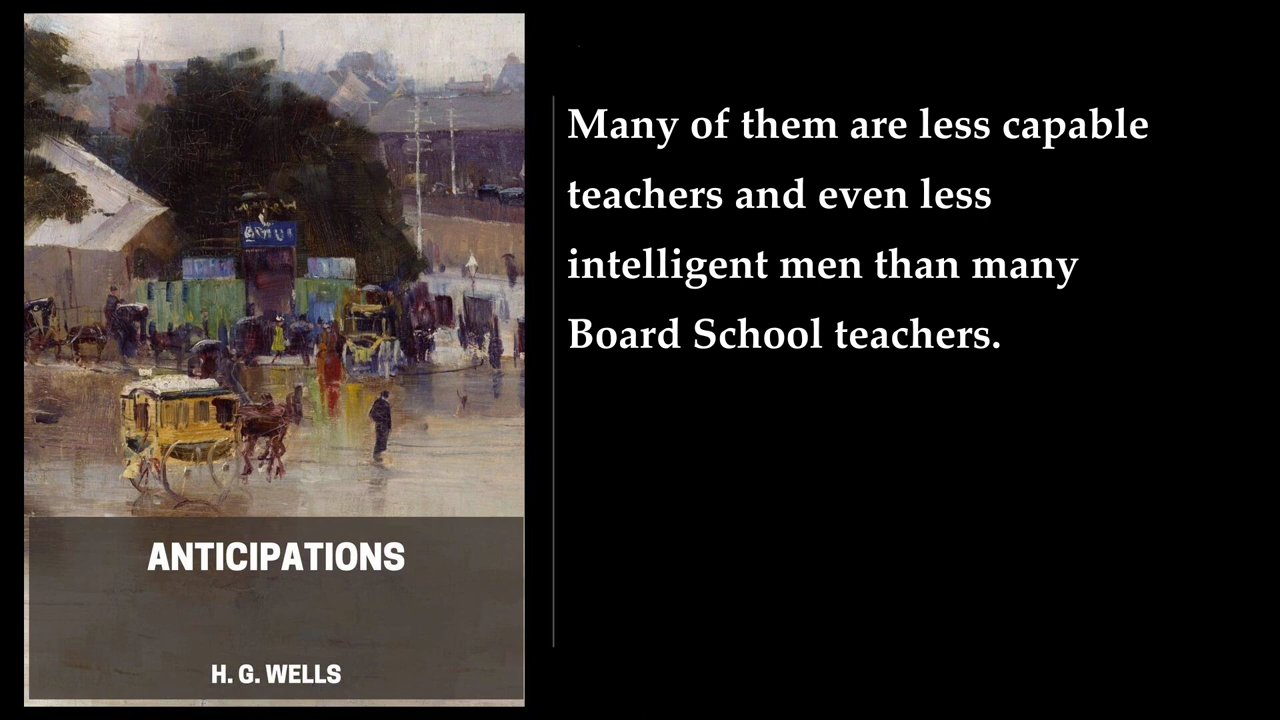 Many of them are less capable
teachers and even less
intelligent men than many
Board School teachers.
ANTICIPATIONS
H. G. WELLS